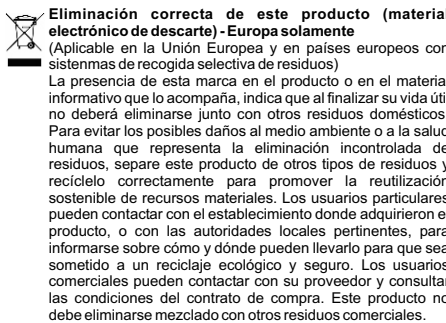 Eliminación correcta de este producto (material
electrónico de descarte) - Europa solamente
(Aplicable en la Unión Europea y en países europeos con
sistenmas de recogida selectiva de residuos)
La presencia de esta marca en el producto o en el material
informativo que lo acompaña, indica que al finalizar su vida úti
no deberá eliminarse junto con otros residuos domésticos
Para evitar los posibles daños al medio ambiente o a la salud
humana que representa la eliminación incontrolada de
residuos, separe este producto de otros tipos de residuos y
recíclelo correctamente para promover la reutilización
sostenible de recursos materiales. Los usuarios particulares
pueden contactar con el establecimiento donde adquirieron e
producto, o con las autoridades locales pertinentes, para
informarse sobre cómo y dónde pueden llevarlo para que sea
sometido a un reciclaje ecológico y seguro. Los usuarios
comerciales pueden contactar con su proveedor y consultar
las condiciones del contrato de compra. Este producto no
debe eliminarse mezclado con otros residuos comerciales.